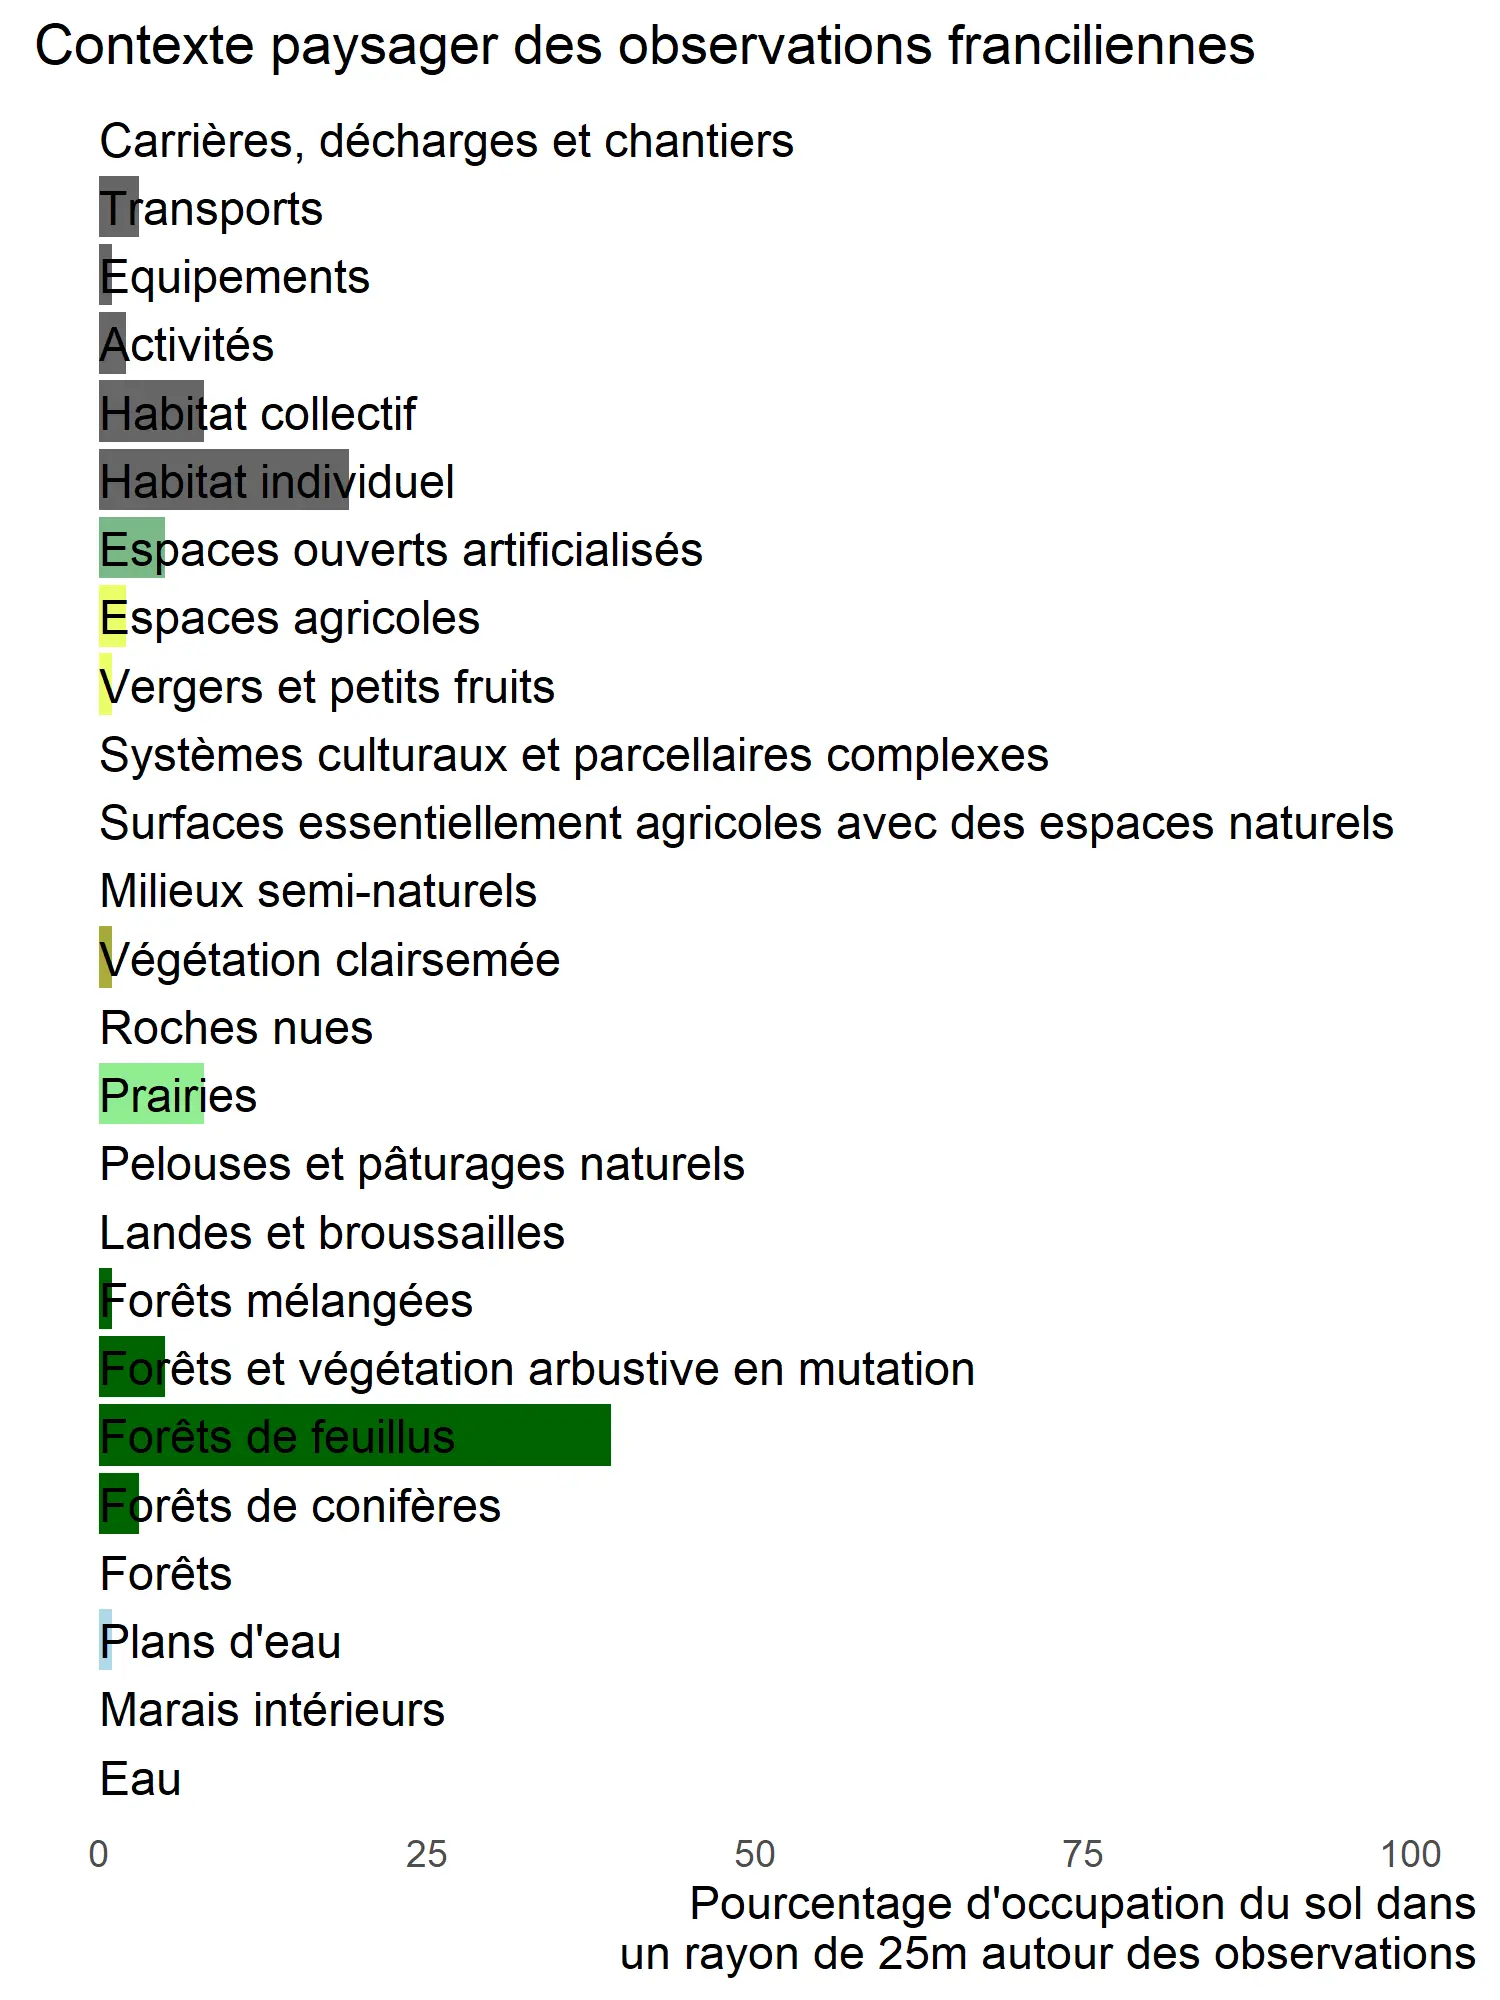 Contexte paysager des observations franciliennes
Carrières, décharges et chantiers
Transports
Equipements
Activités
Habitat collectif
Habitat individuel
Espaces ouverts artificialisés
Espaces agricoles
Vergers et petits fruits
Systèmes culturaux et parcellaires complexes
Surfaces essentiellement agricoles avec des espaces naturels
Milieux semi-naturels
Végétation clairsemée
Roches nues
Prairies
Pelouses et pâturages naturels
Landes et broussailles
Forêts mélangées
Forêts et végétation arbustive en mutation
Forêts de feuillus
Forêts de conifères
Forêts
Plans d'eau
Marais intérieurs
Eau
0 25 50 75 100
Pourcentage d'occupation du sol dans
un rayon de 25m autour des observations